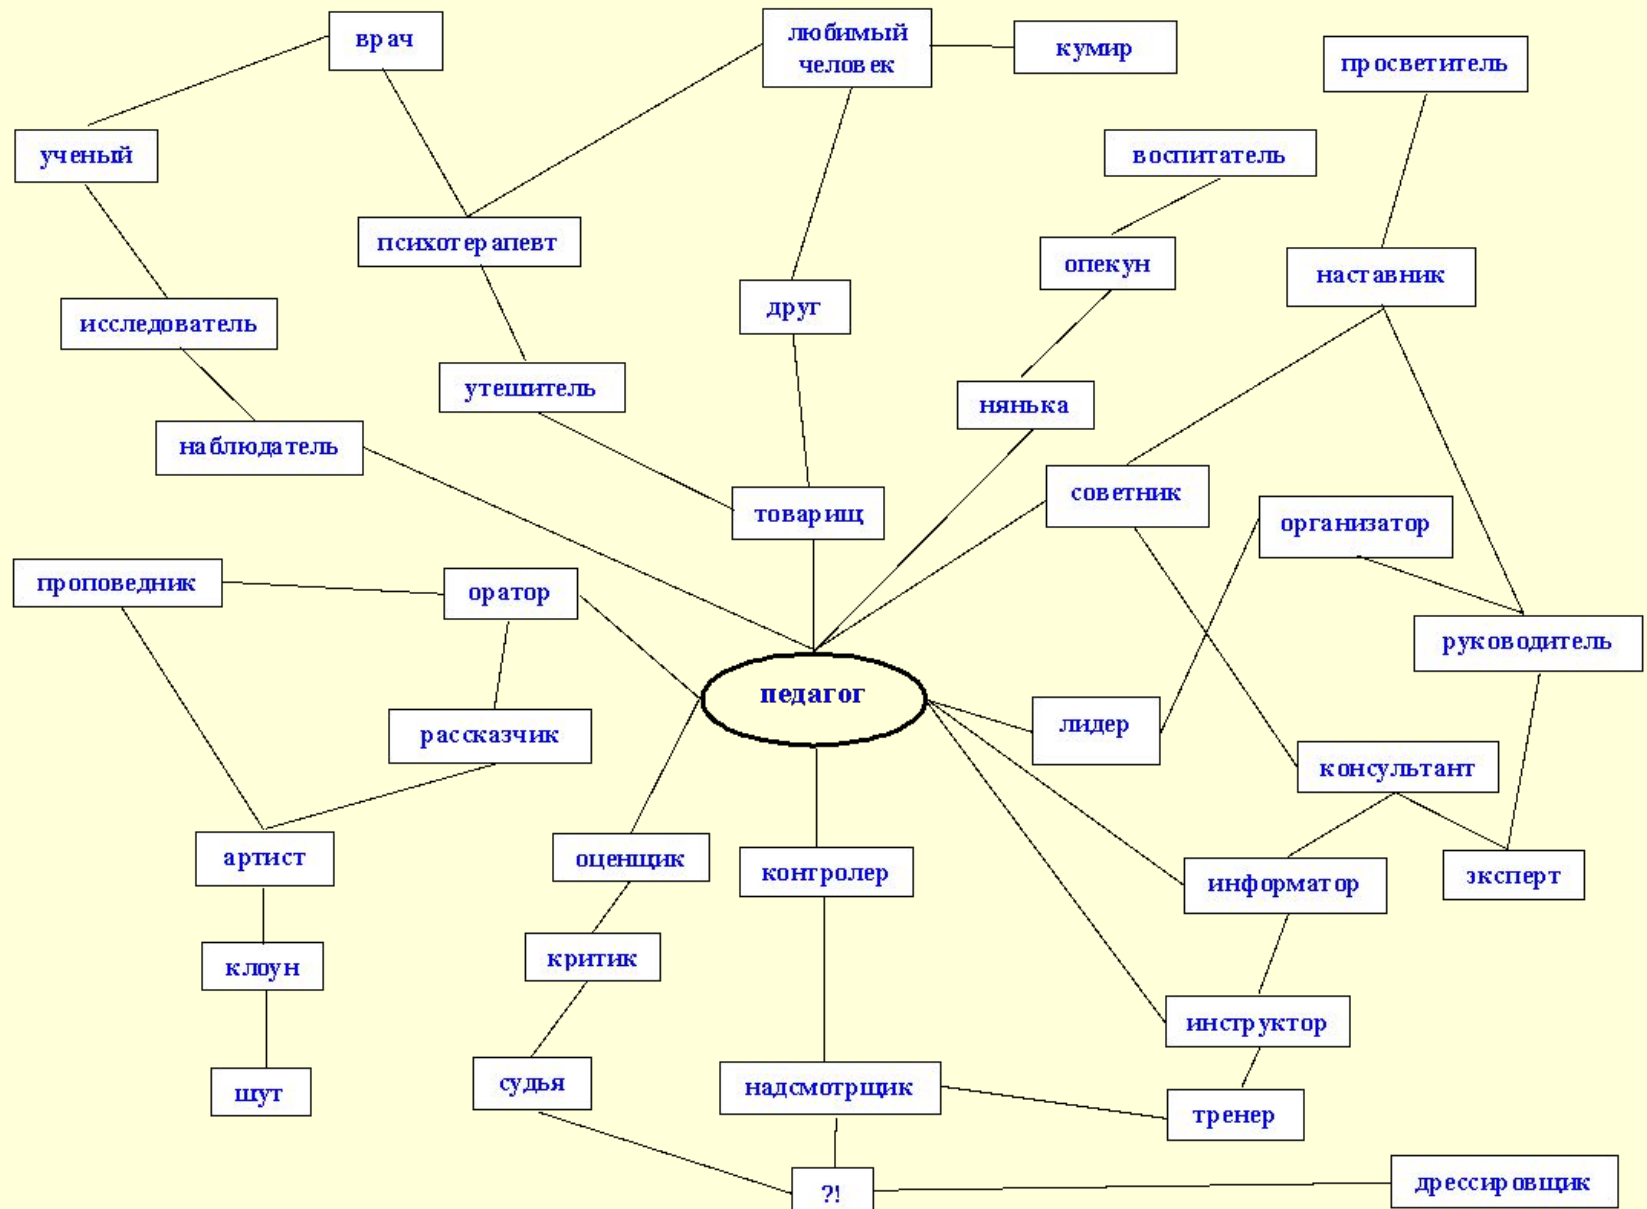 врач
любимый
человек
кумир
просветитель
ученый
воспитатель
психотерапевт
опекун
наставник
друг
исследователь
утешитель
нянька
наблюдатель
товарищ
советник
организатор
проповедник
оратор
руководитель
педагог
лидер
рассказчик
консультант
артист
оценщик
контролер
информатор
эксперт
клоун
критик
инструктор
шут
судья
надсмотрщик
тренер
?!
дрессировщик